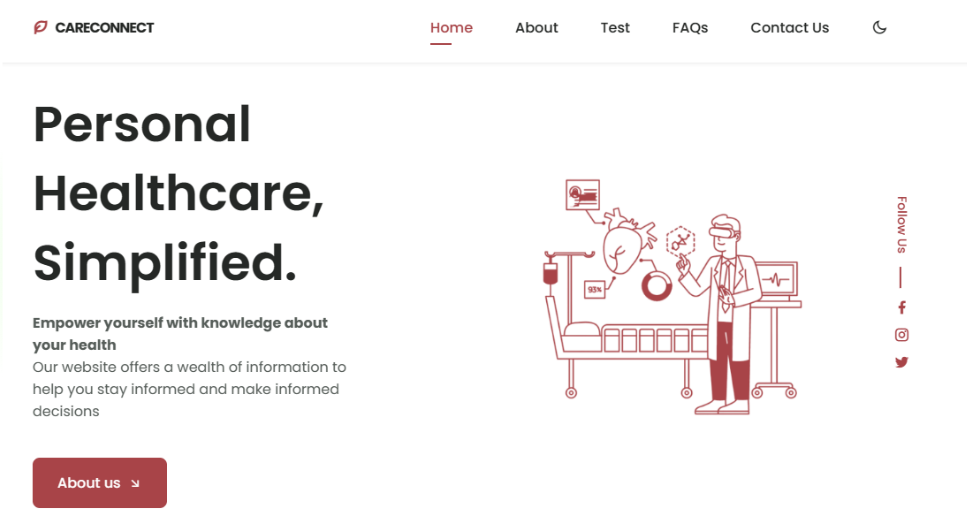 CARECONNECT
Home
About
Test
FAQs
Contact Us
Personal
Healthcare,
Simplified.
Empower yourself with knowledge about
your health
Our website offers a wealth of information to
help you stay informed and make informed
decisions
About us
93%
Follow Us